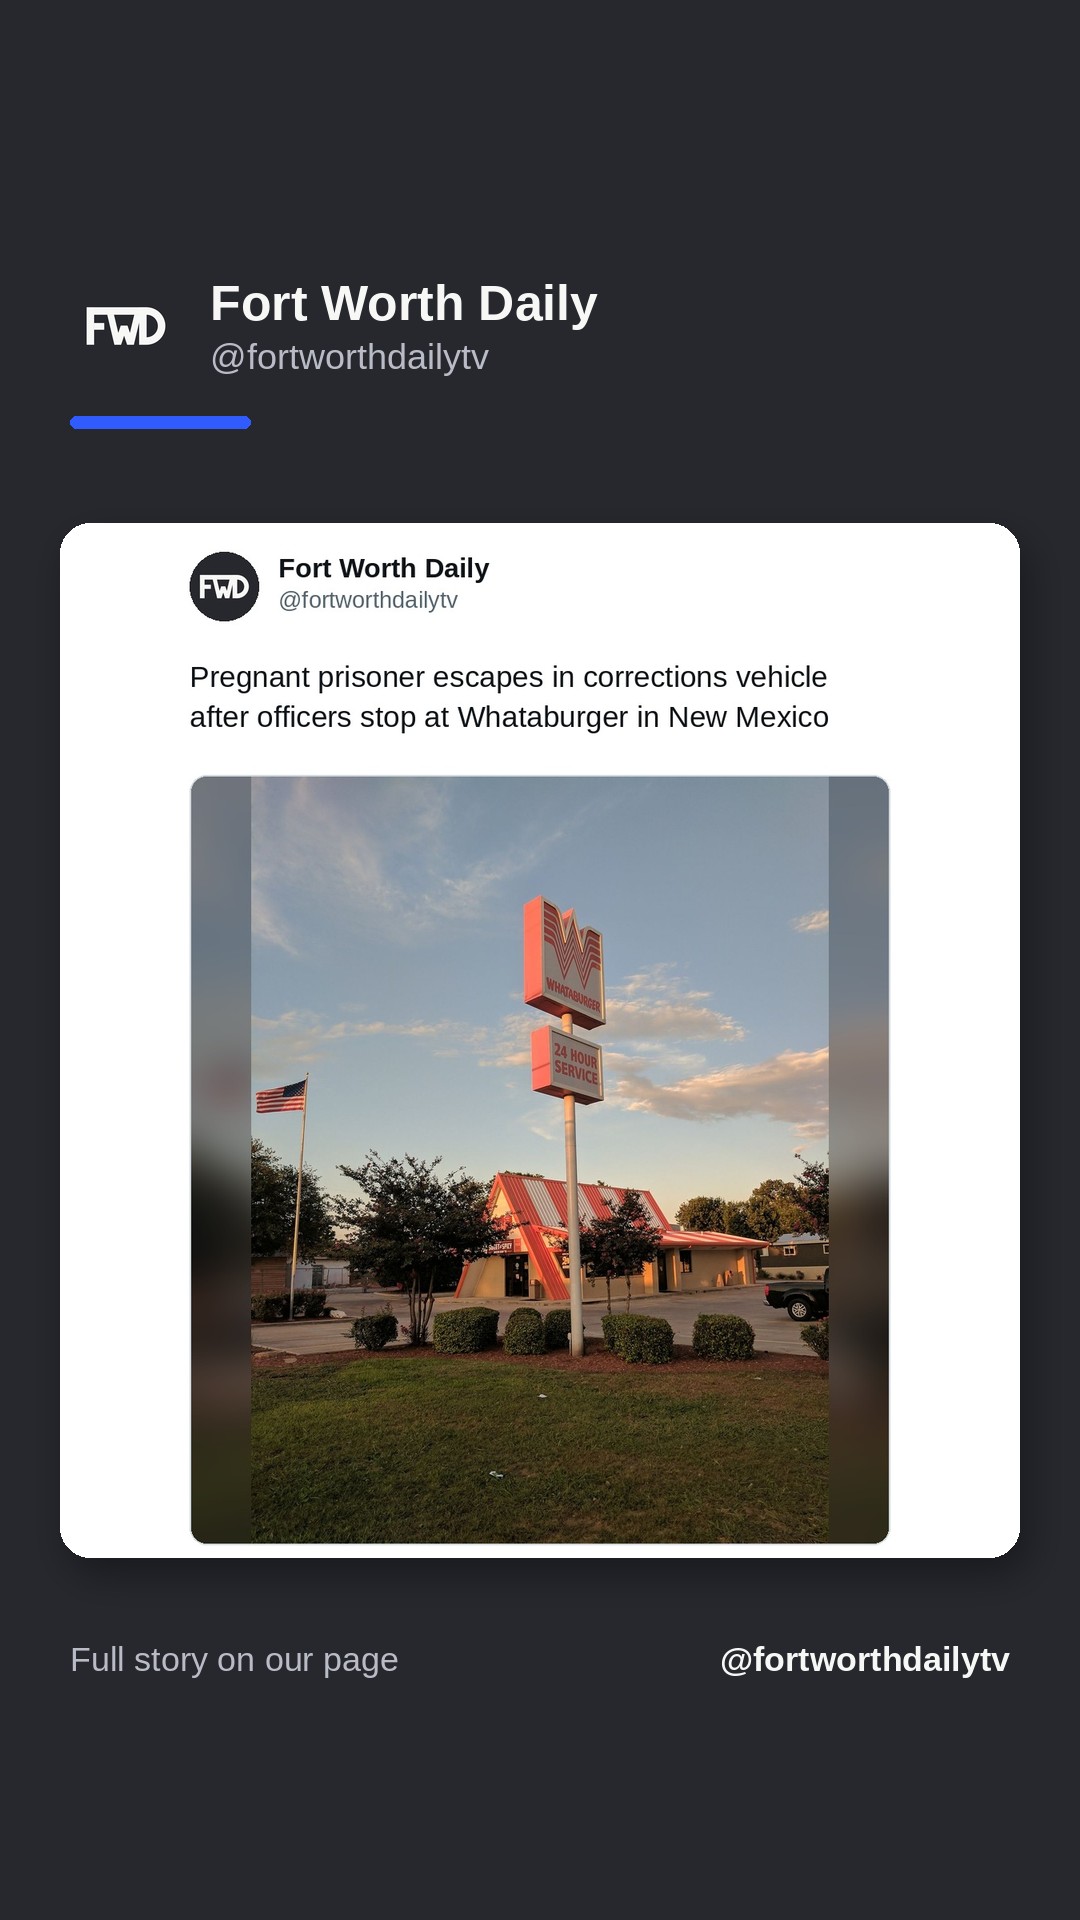 FWD
Fort Worth Daily
@fortworthdailytv
FWD
Fort Worth Daily
@fortworthdailytv
Pregnant prisoner escapes in corrections vehicle
after officers stop at Whataburger in New Mexico
W
WHATABURGER
24 HOUR
SERVICE
Full story on our page
@fortworthdailytv